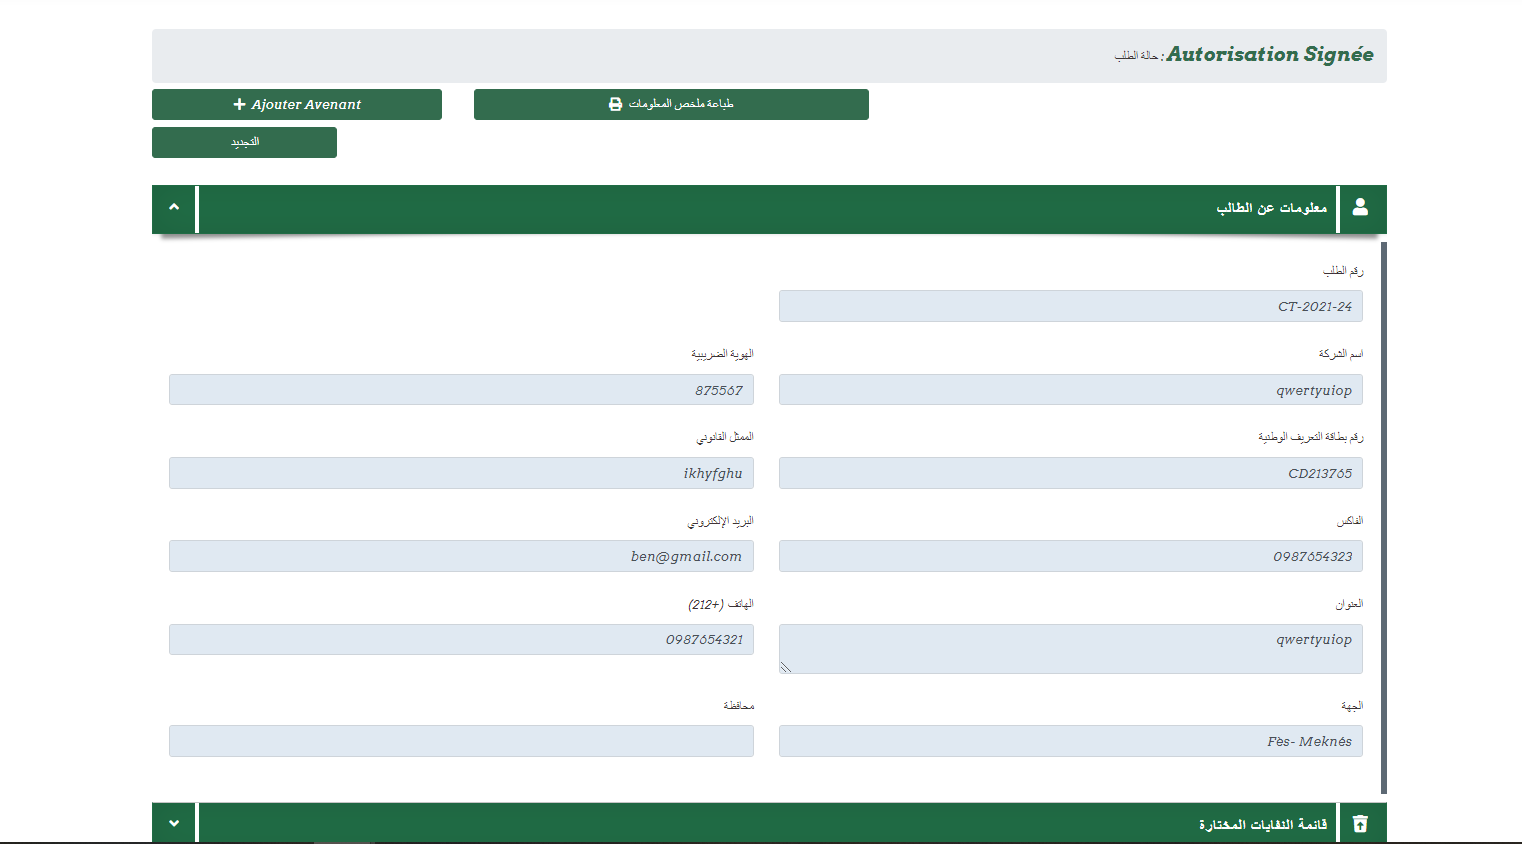 حالة الطلب : Autorisation Signée
طباعة ملخص المعلومات
Ajouter Avenant
التجديد
معلومات عن الطالب
رقم الطلب
CT-2021-24
اسم الشركة
qwertyuiop
الهوية الضريبية
875567
رقم بطاقة التعريف الوطنية
CD213765
الممثل القانوني
ikhyfghu
الفاكس
0987654323
البريد الإلكتروني
ben@gmail.com
العنوان
qwertyuiop
الهاتف (+212)
0987654321
الجهة
Fès- Meknés
محافظة
قائمة النفايات المختارة